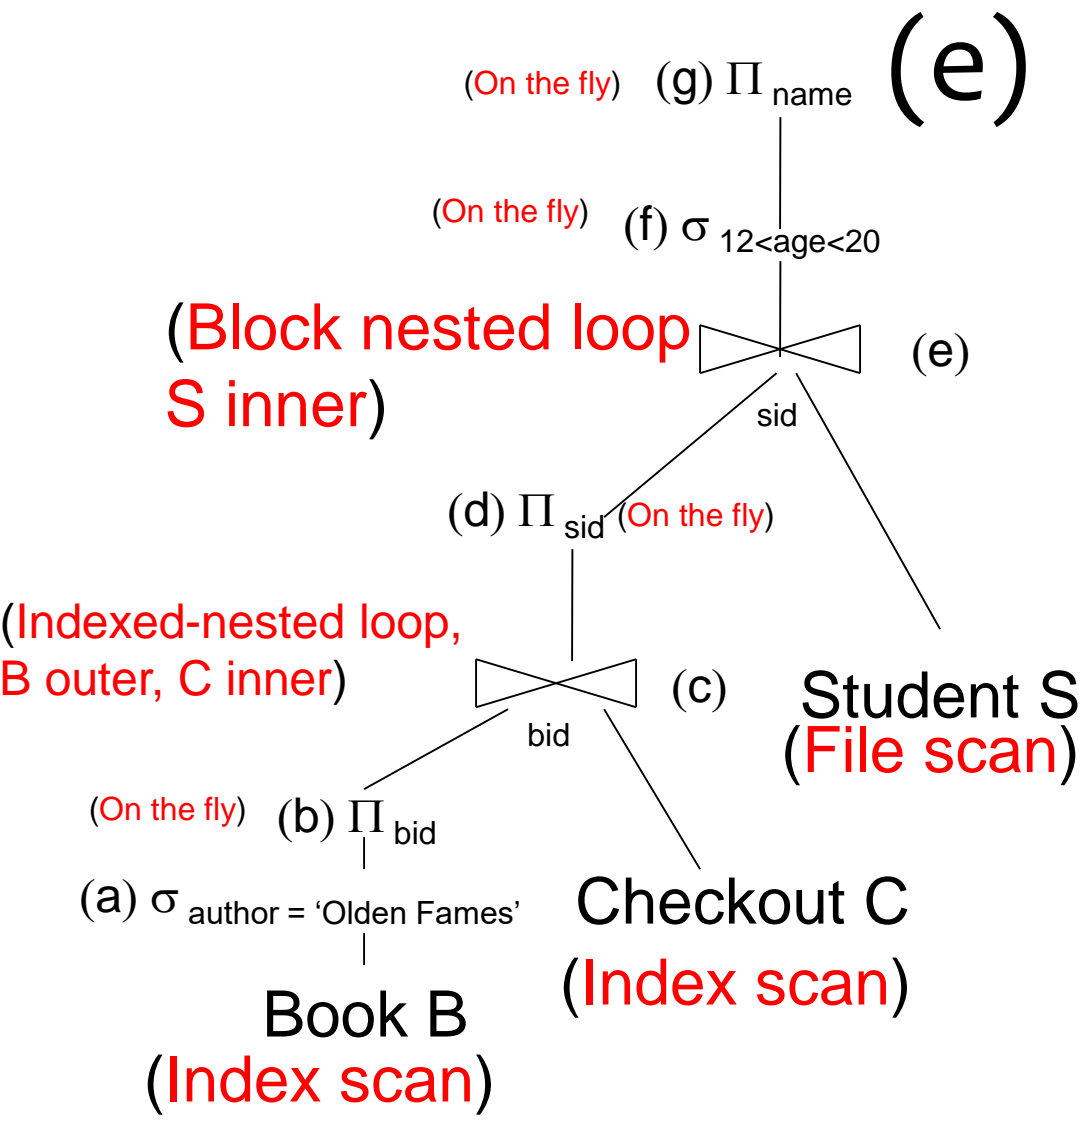 (e)
(On the fly) (g) Π name
(On the fly) (f) σ 12<age<20
(Block nested loop
S inner)
(e)
sid
(d) Π sid (On the fly)
(Indexed-nested loop,
B outer, C inner)
(c)
bid
Student S
(File scan)
(On the fly) (b) Π bid
(a) σ author = ‘Olden Fames’
Checkout C
(Index scan)
Book B
(Index scan)